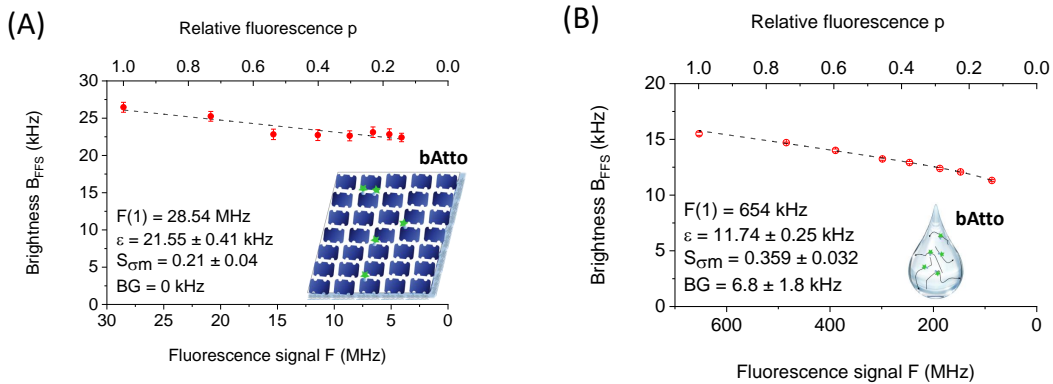 (A)
Relative fluorescence p
1.0 0.8 0.6 0.4 0.2 0.0
Brightness B_FFS (kHz)
30
25
20
15
10
5
0
bAtto
F(1) = 28.54 MHz
ε = 21.55 ± 0.41 kHz
S_σm = 0.21 ± 0.04
BG = 0 kHz
30 25 20 15 10 5 0
Fluorescence signal F (MHz)
(B)
Relative fluorescence p
1.0 0.8 0.6 0.4 0.2 0.0
Brightness B_FFS (kHz)
20
15
10
5
0
bAtto
F(1) = 654 kHz
ε = 11.74 ± 0.25 kHz
S_σm = 0.359 ± 0.032
BG = 6.8 ± 1.8 kHz
600 400 200 0
Fluorescence signal F (MHz)